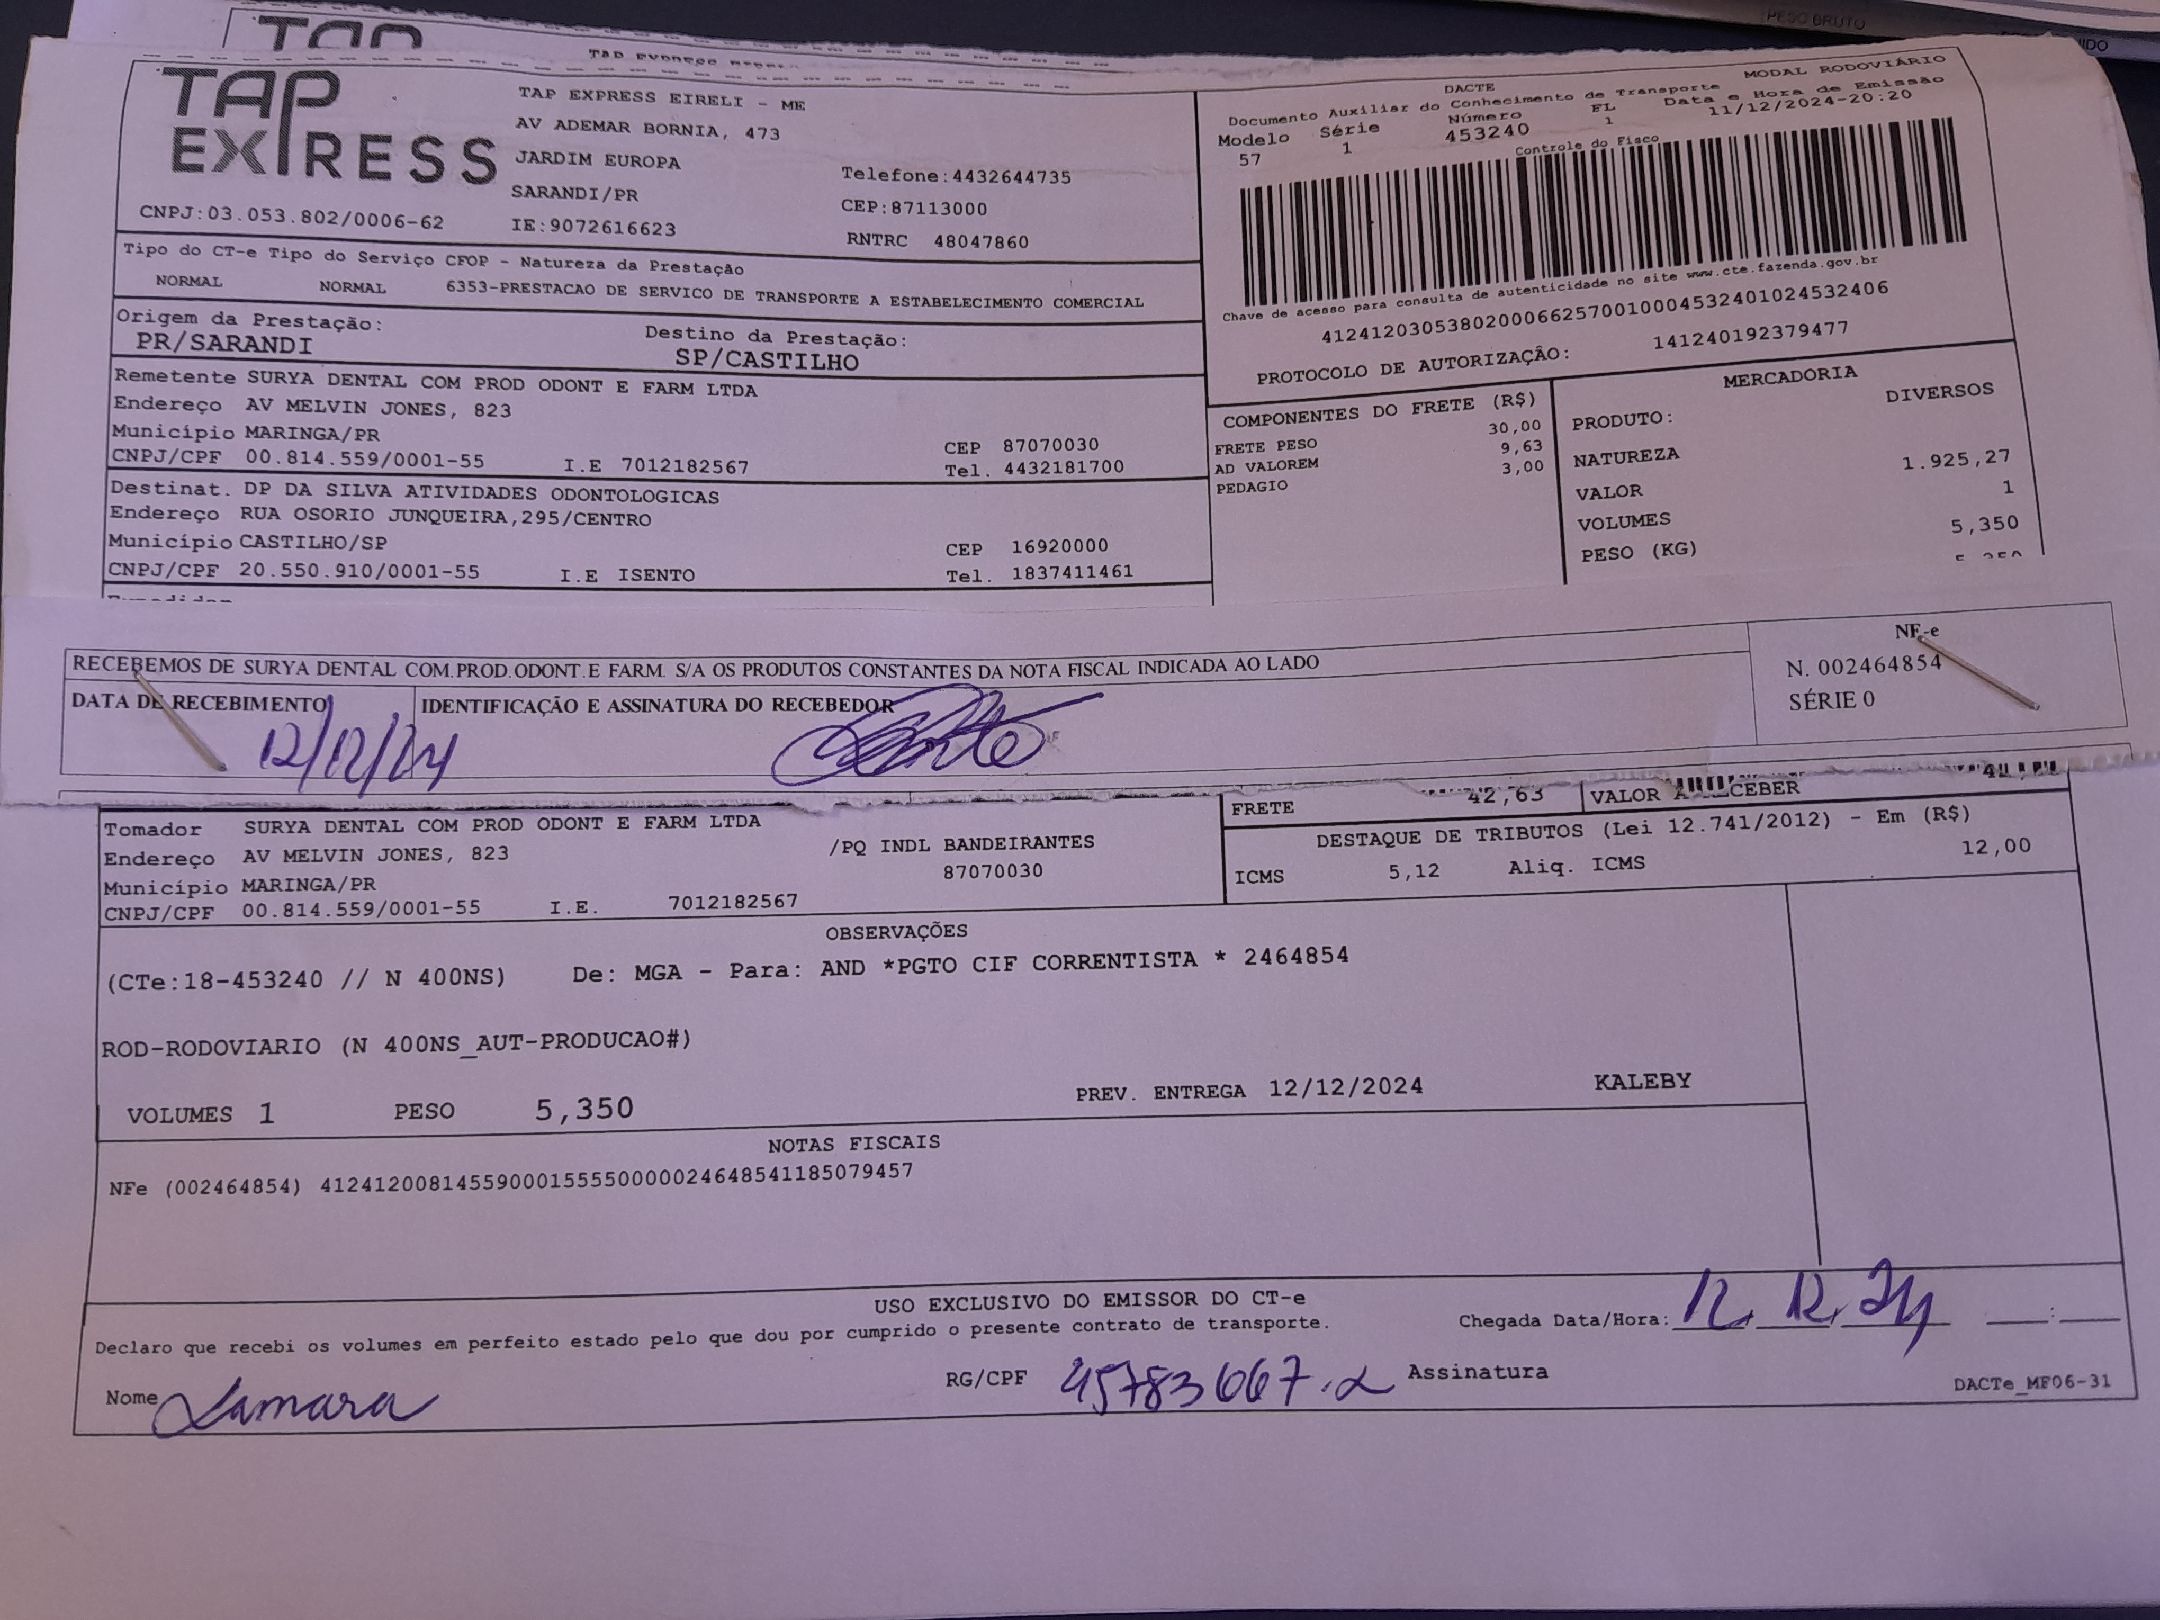 PESO BRUTO
TAP
TAP
EXPRESS
TAP EXPRESS EIRELI - ME
AV ADEMAR BORNIA, 473
JARDIM EUROPA
SARANDI/PR
CNPJ:03.053.802/0006-62
IE:9072616623
Telefone:4432644735
CEP:87113000
RNTRC 48047860
DACTE
MODAL RODOVIÁRIO
Documento Auxiliar do Conhecimento de Transporte
Modelo Série Número FL Data e Hora de Emissão
57 1 453240 1 11/12/2024-20:20
Controle do Fisco
Chave de acesso para consulta de autenticidade no site www.cte.fazenda.gov.br
41241203053802000662570010004532401024532406
PROTOCOLO DE AUTORIZAÇÃO: 141240192379477
Tipo do CT-e Tipo do Serviço CFOP - Natureza da Prestação
NORMAL NORMAL 6353-PRESTACAO DE SERVICO DE TRANSPORTE A ESTABELECIMENTO COMERCIAL
Origem da Prestação: Destino da Prestação:
PR/SARANDI SP/CASTILHO
Remetente SURYA DENTAL COM PROD ODONT E FARM LTDA
Endereço AV MELVIN JONES, 823
Município MARINGA/PR CEP 87070030
CNPJ/CPF 00.814.559/0001-55 I.E 7012182567 Tel. 4432181700
Destinat. DP DA SILVA ATIVIDADES ODONTOLOGICAS
Endereço RUA OSORIO JUNQUEIRA,295/CENTRO
Município CASTILHO/SP CEP 16920000
CNPJ/CPF 20.550.910/0001-55 I.E ISENTO Tel. 1837411461
COMPONENTES DO FRETE (R$)
FRETE PESO 30,00
AD VALOREM 9,63
PEDAGIO 3,00
MERCADORIA
PRODUTO: DIVERSOS
NATUREZA
VALOR 1.925,27
VOLUMES 1
PESO (KG) 5,350
RECEBEMOS DE SURYA DENTAL COM.PROD.ODONT.E FARM. S/A OS PRODUTOS CONSTANTES DA NOTA FISCAL INDICADA AO LADO
NF-e
N. 002464854
SÉRIE 0
DATA DE RECEBIMENTO IDENTIFICAÇÃO E ASSINATURA DO RECEBEDOR
12/12/24
FRETE 42,63 VALOR A RECEBER
Tomador SURYA DENTAL COM PROD ODONT E FARM LTDA
Endereço AV MELVIN JONES, 823 /PQ INDL BANDEIRANTES
Município MARINGA/PR 87070030
CNPJ/CPF 00.814.559/0001-55 I.E. 7012182567
DESTAQUE DE TRIBUTOS (Lei 12.741/2012) - Em (R$)
ICMS 5,12 Aliq. ICMS 12,00
OBSERVAÇÕES
(CTe:18-453240 // N 400NS) De: MGA - Para: AND *PGTO CIF CORRENTISTA * 2464854
ROD-RODOVIARIO (N 400NS_AUT-PRODUCAO#)
VOLUMES 1 PESO 5,350 PREV. ENTREGA 12/12/2024 KALEBY
NOTAS FISCAIS
NFe (002464854) 41241200814559000155550000024648541185079457
USO EXCLUSIVO DO EMISSOR DO CT-e
Declaro que recebi os volumes em perfeito estado pelo que dou por cumprido o presente contrato de transporte.
Chegada Data/Hora: 12 12 24 :
Nome Samara RG/CPF 45783667.2 Assinatura
DACTe_MF06-31